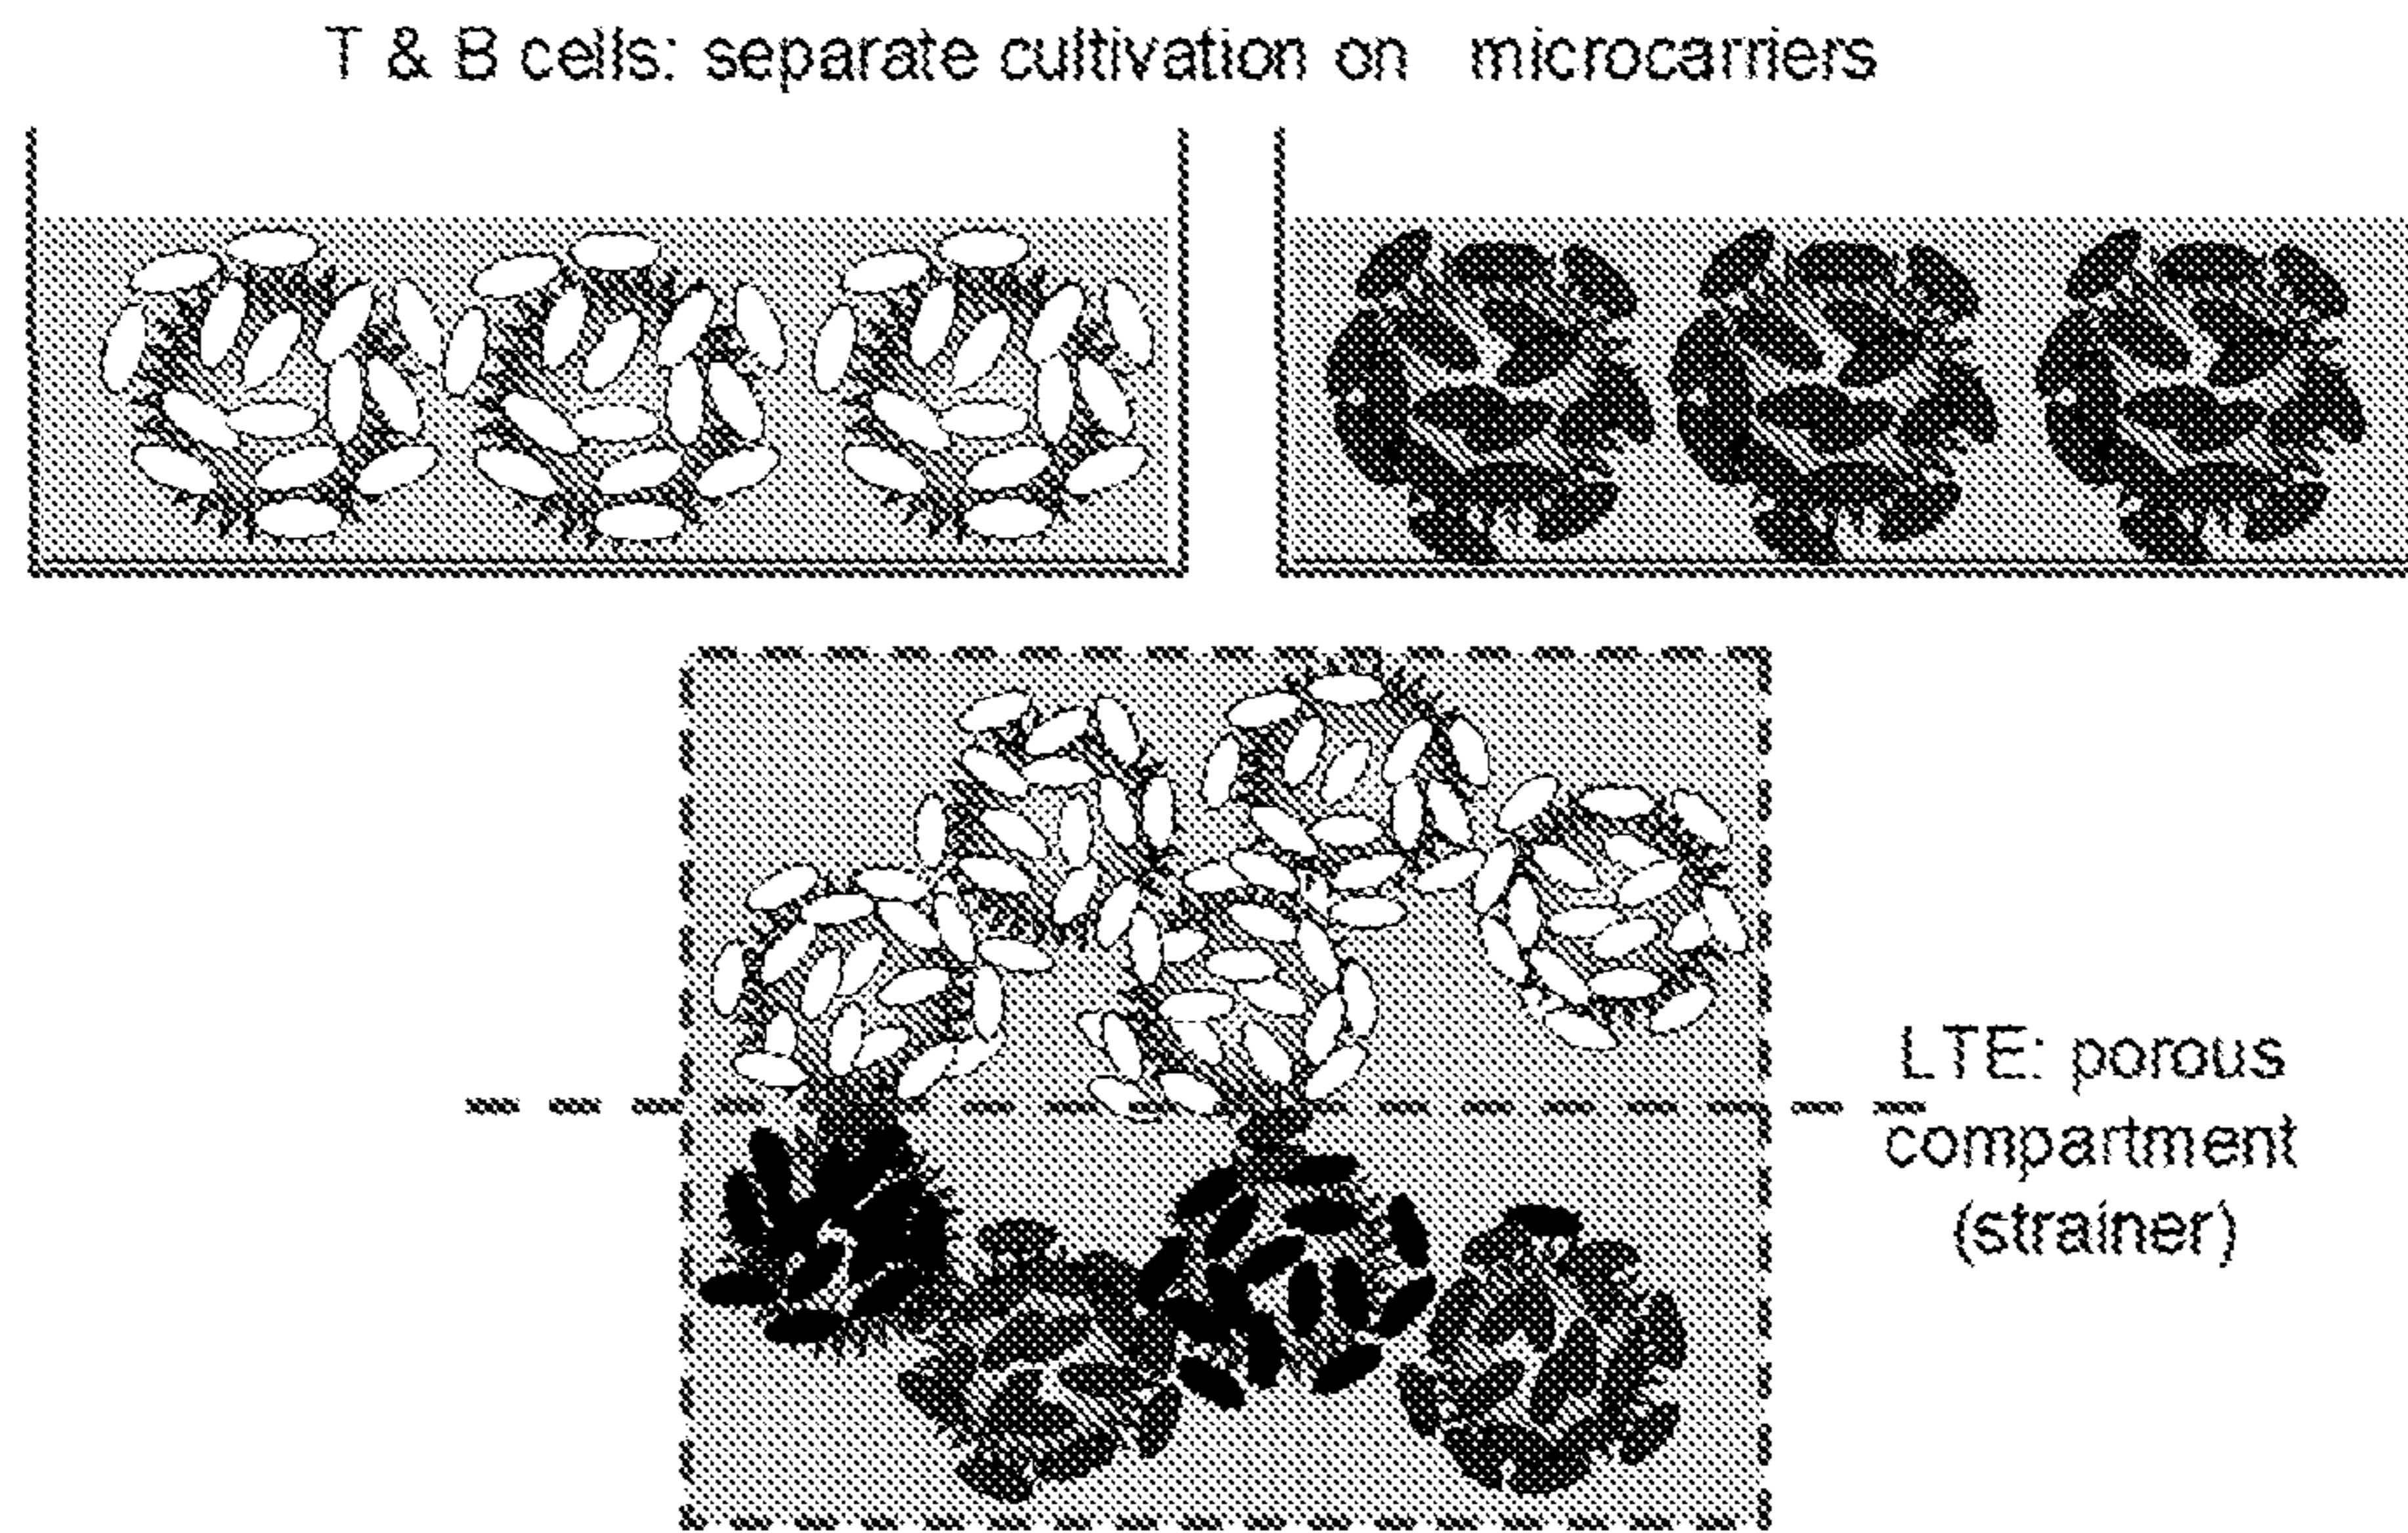 T & B cells: separate cultivation on microcarriers
LTE: porous
compartment
(strainer)